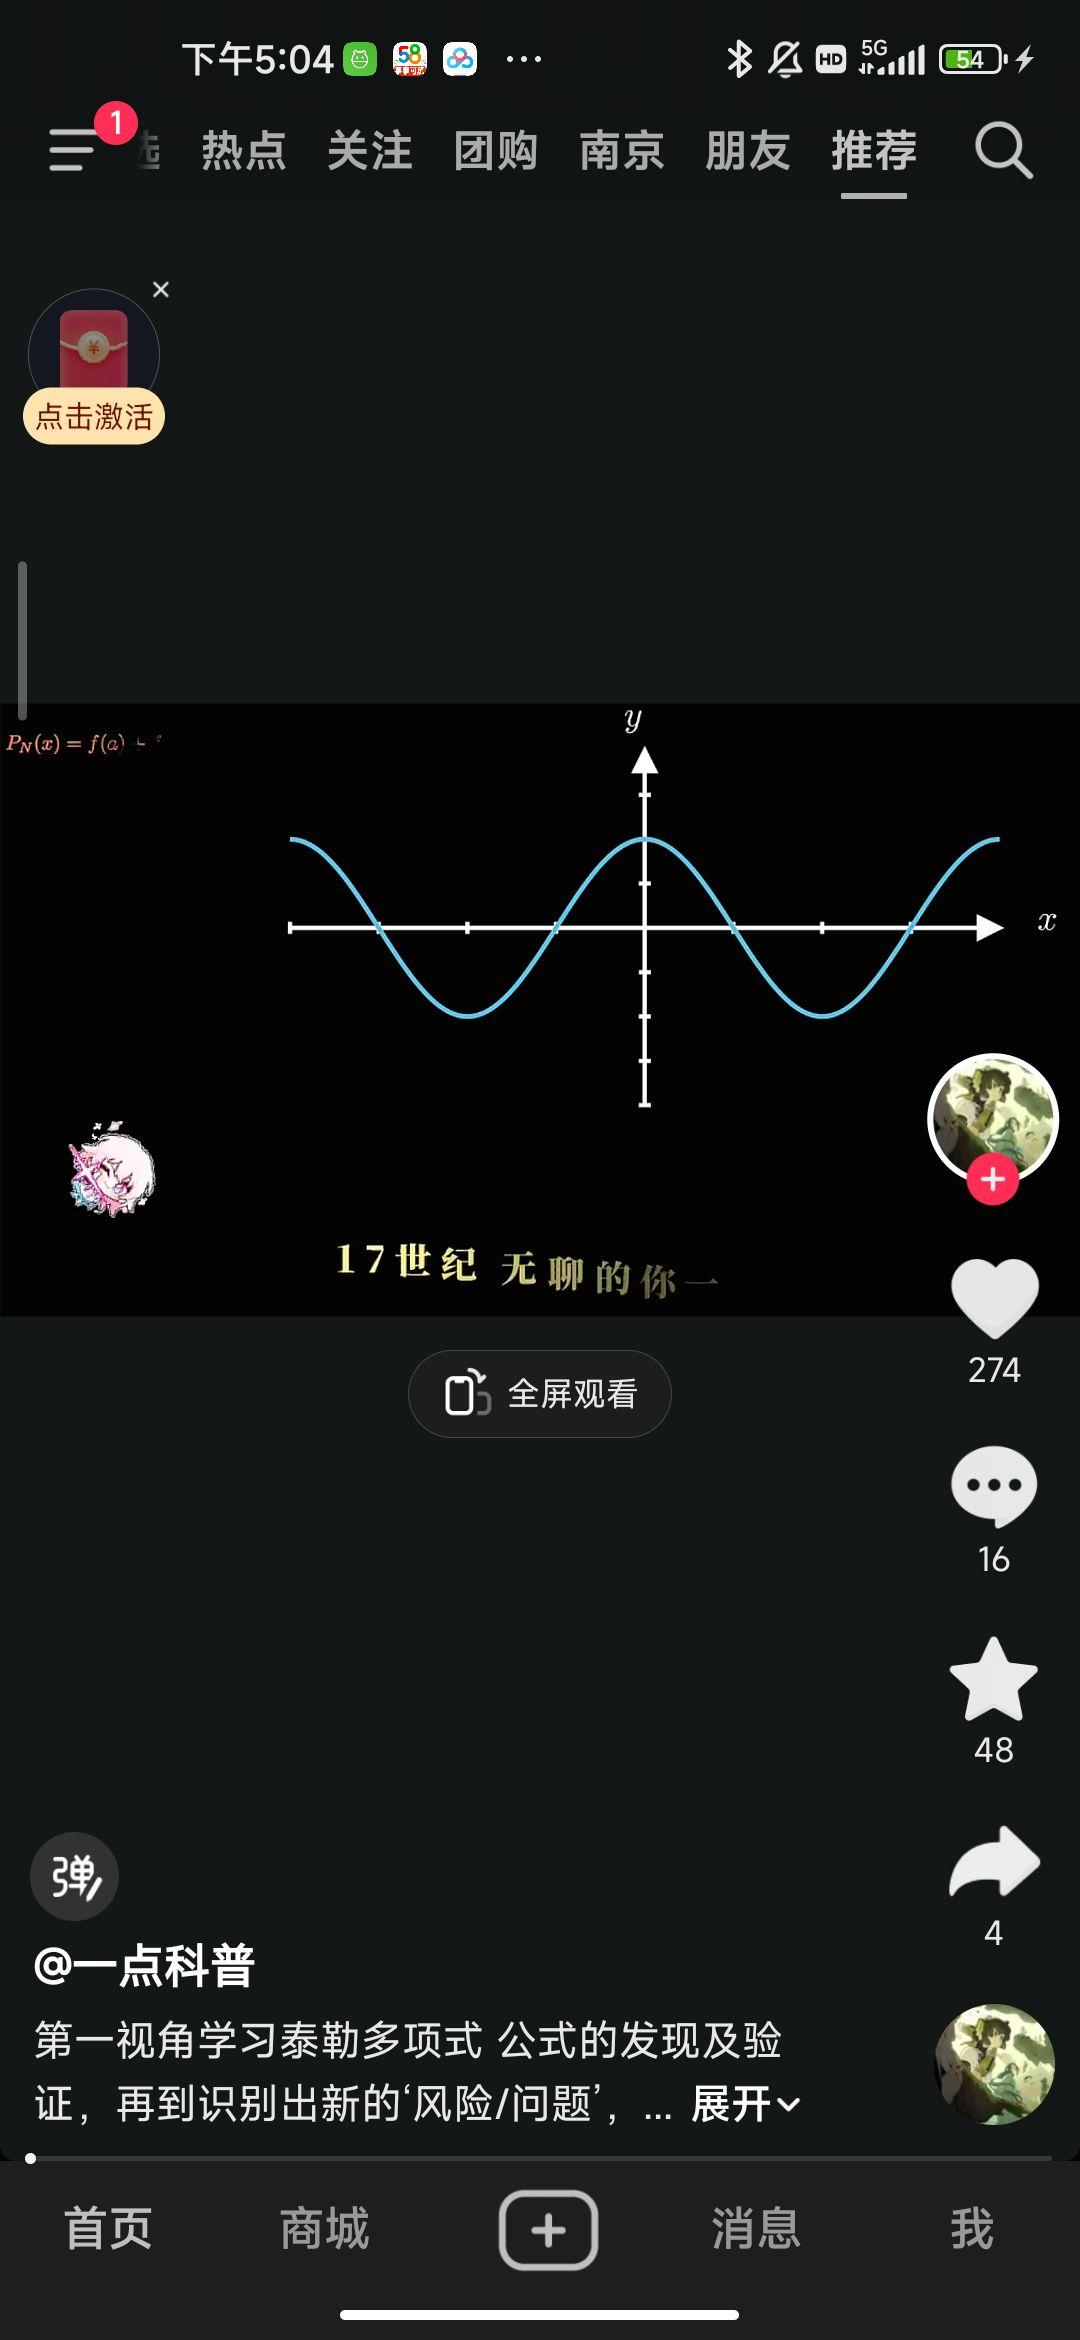 下午5:04
58
HD
5G
54
1
热点 关注 团购 南京 朋友 推荐
点击激活
y
P_N(x) = f(a) +
x
17世纪 无聊的你一
全屏观看
274
16
48
4
弹
@一点科普
第一视角学习泰勒多项式 公式的发现及验
证，再到识别出新的‘风险/问题’，... 展开
首页 商城 消息 我